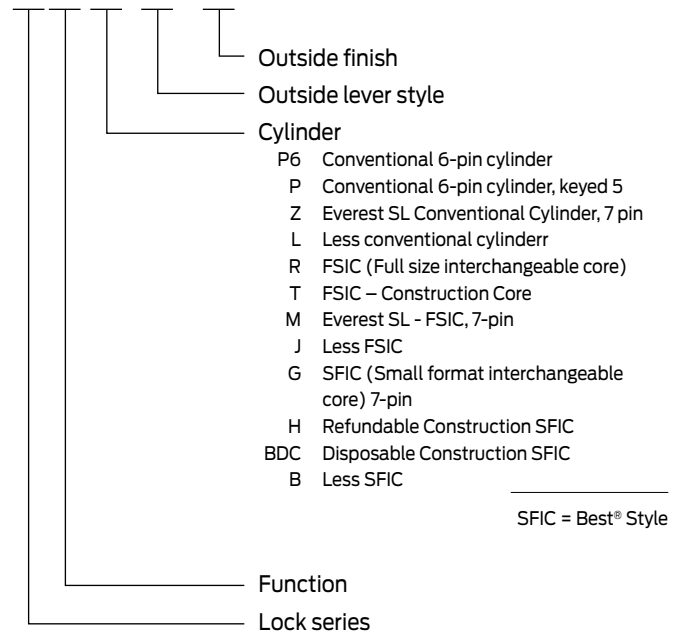 Outside finish
Outside lever style
Cylinder
P6 Conventional 6-pin cylinder
P Conventional 6-pin cylinder, keyed 5
Z Everest SL Conventional Cylinder, 7 pin
L Less conventional cylinderr
R FSIC (Full size interchangeable core)
T FSIC – Construction Core
M Everest SL - FSIC, 7-pin
J Less FSIC
G SFIC (Small format interchangeable
core) 7-pin
H Refundable Construction SFIC
BDC Disposable Construction SFIC
B Less SFIC
SFIC = Best® Style
Function
Lock series